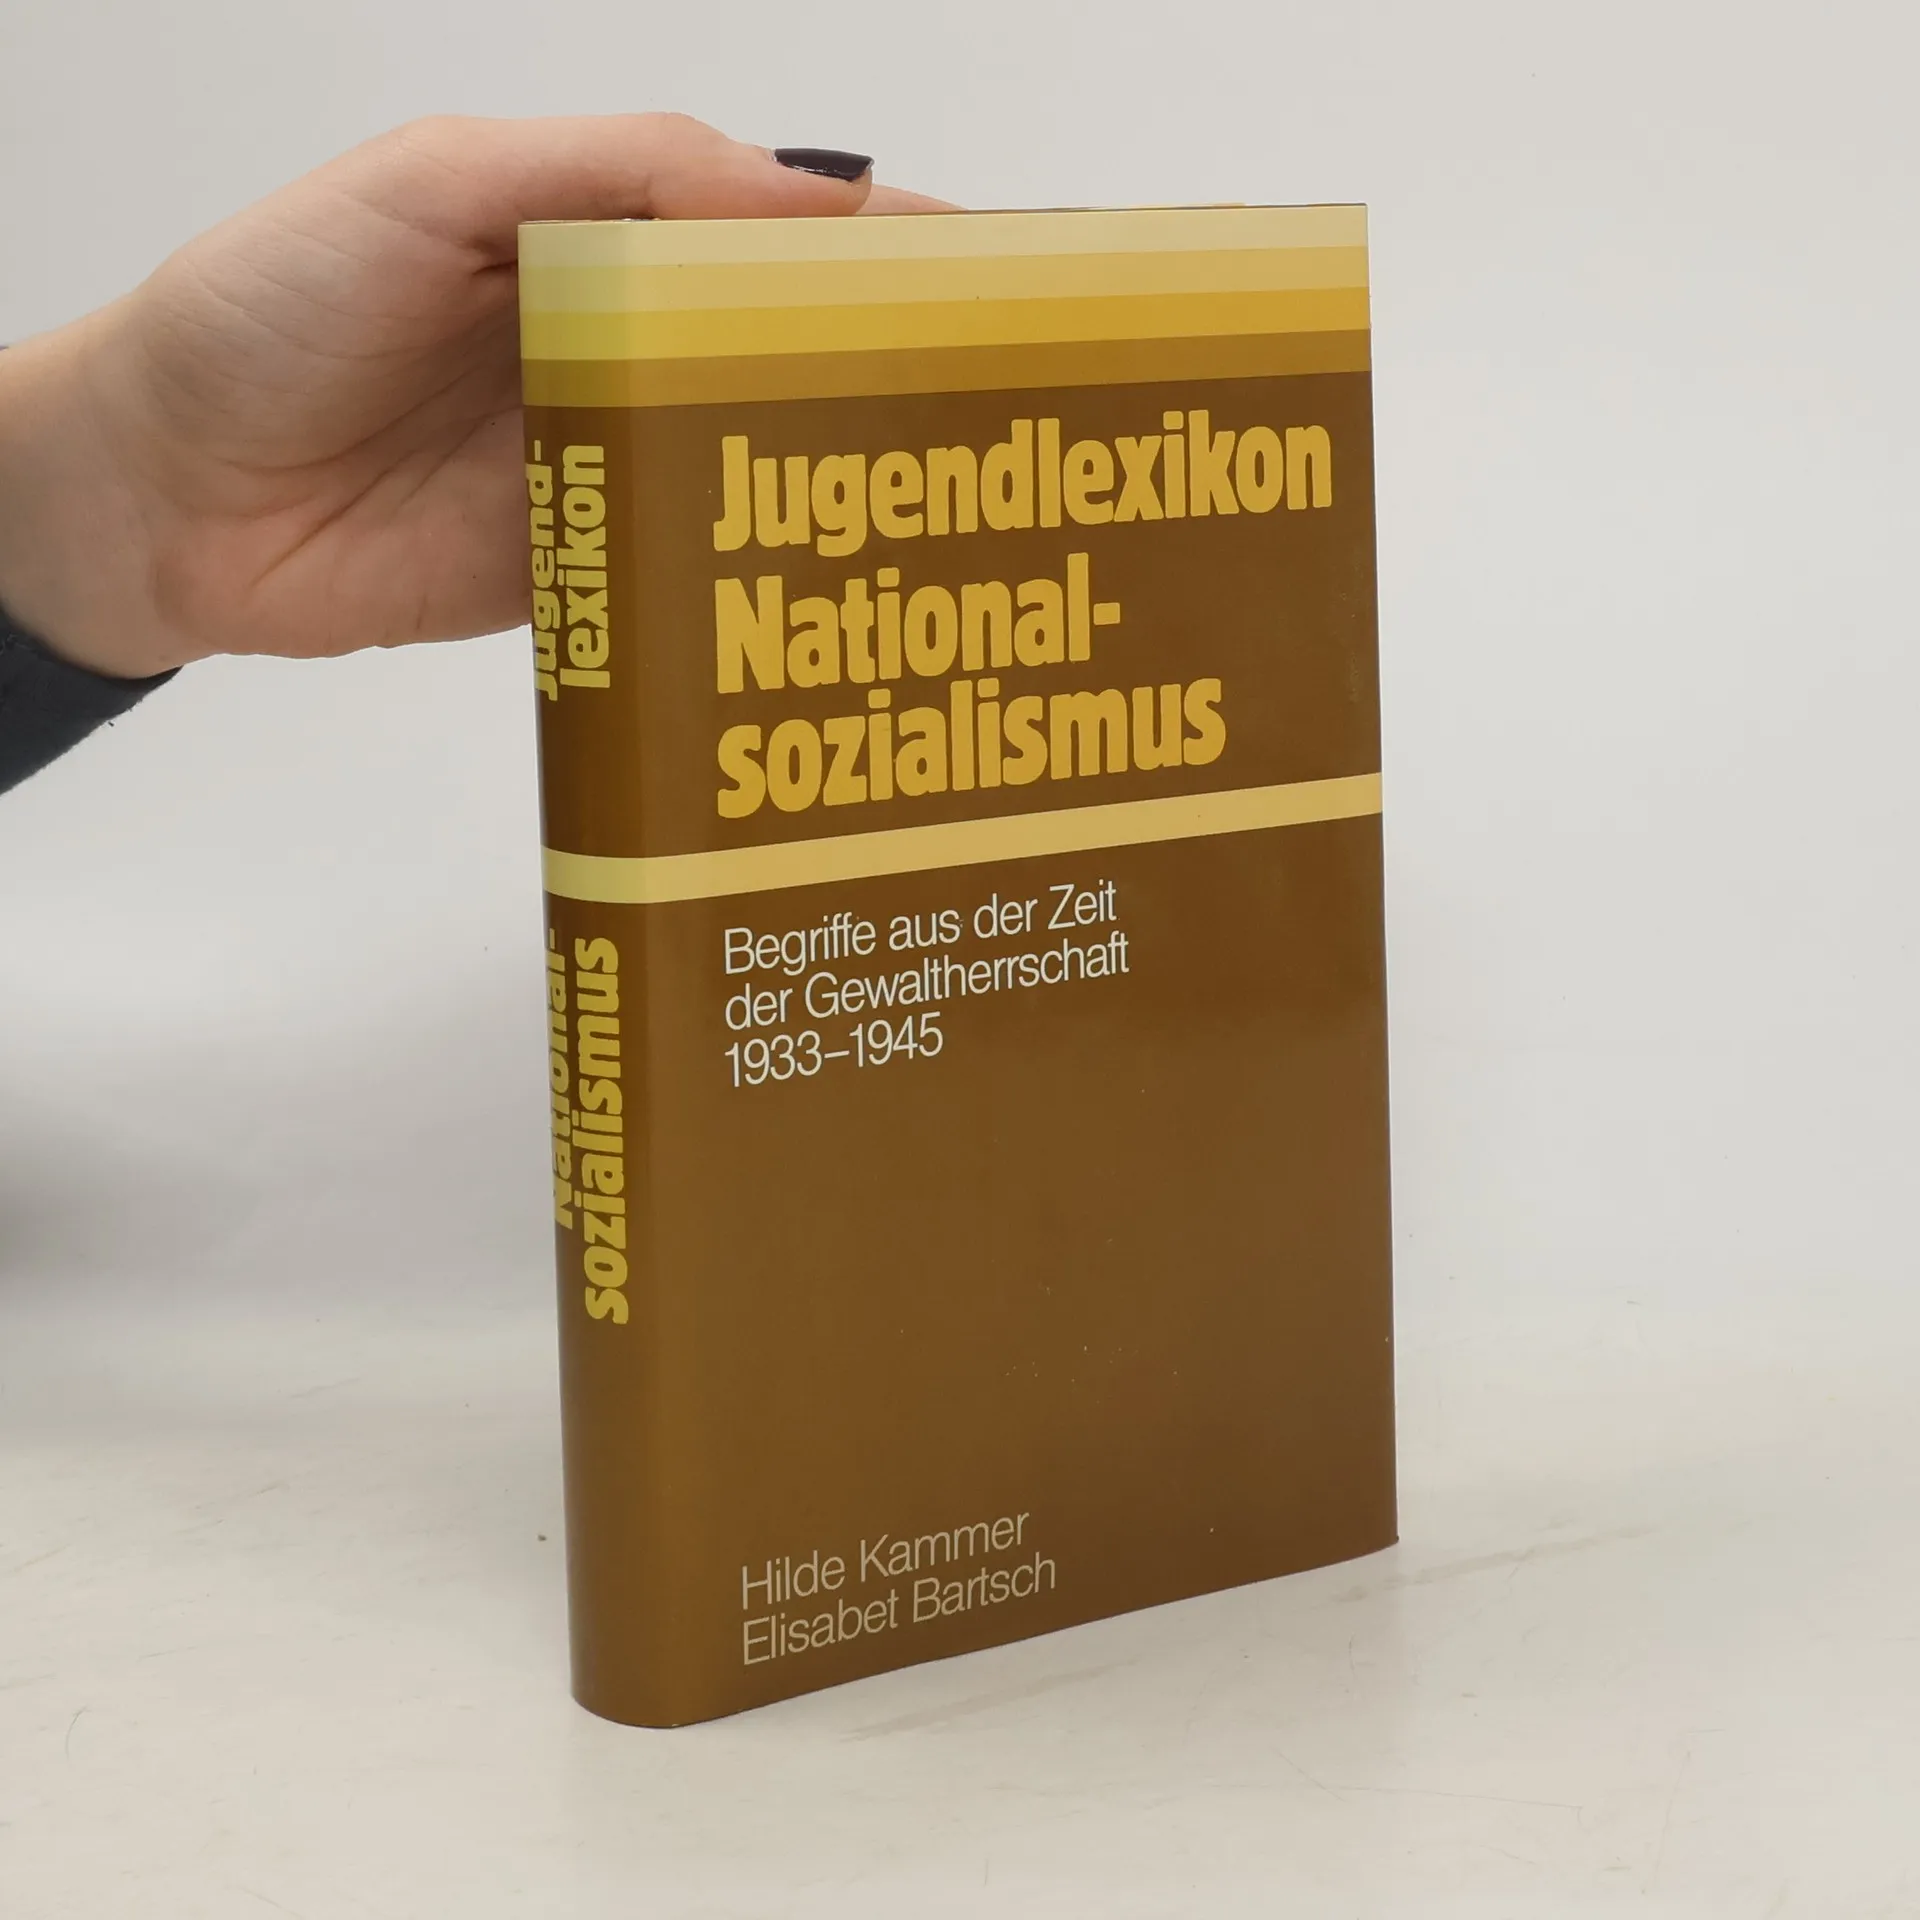 Jugend-
lexikon
National-
sozialismus
Jugendlexikon
National-
sozialismus
Begriffe aus der Zeit
der Gewaltherrschaft
1933–1945
Hilde Kammer
Elisabet Bartsch